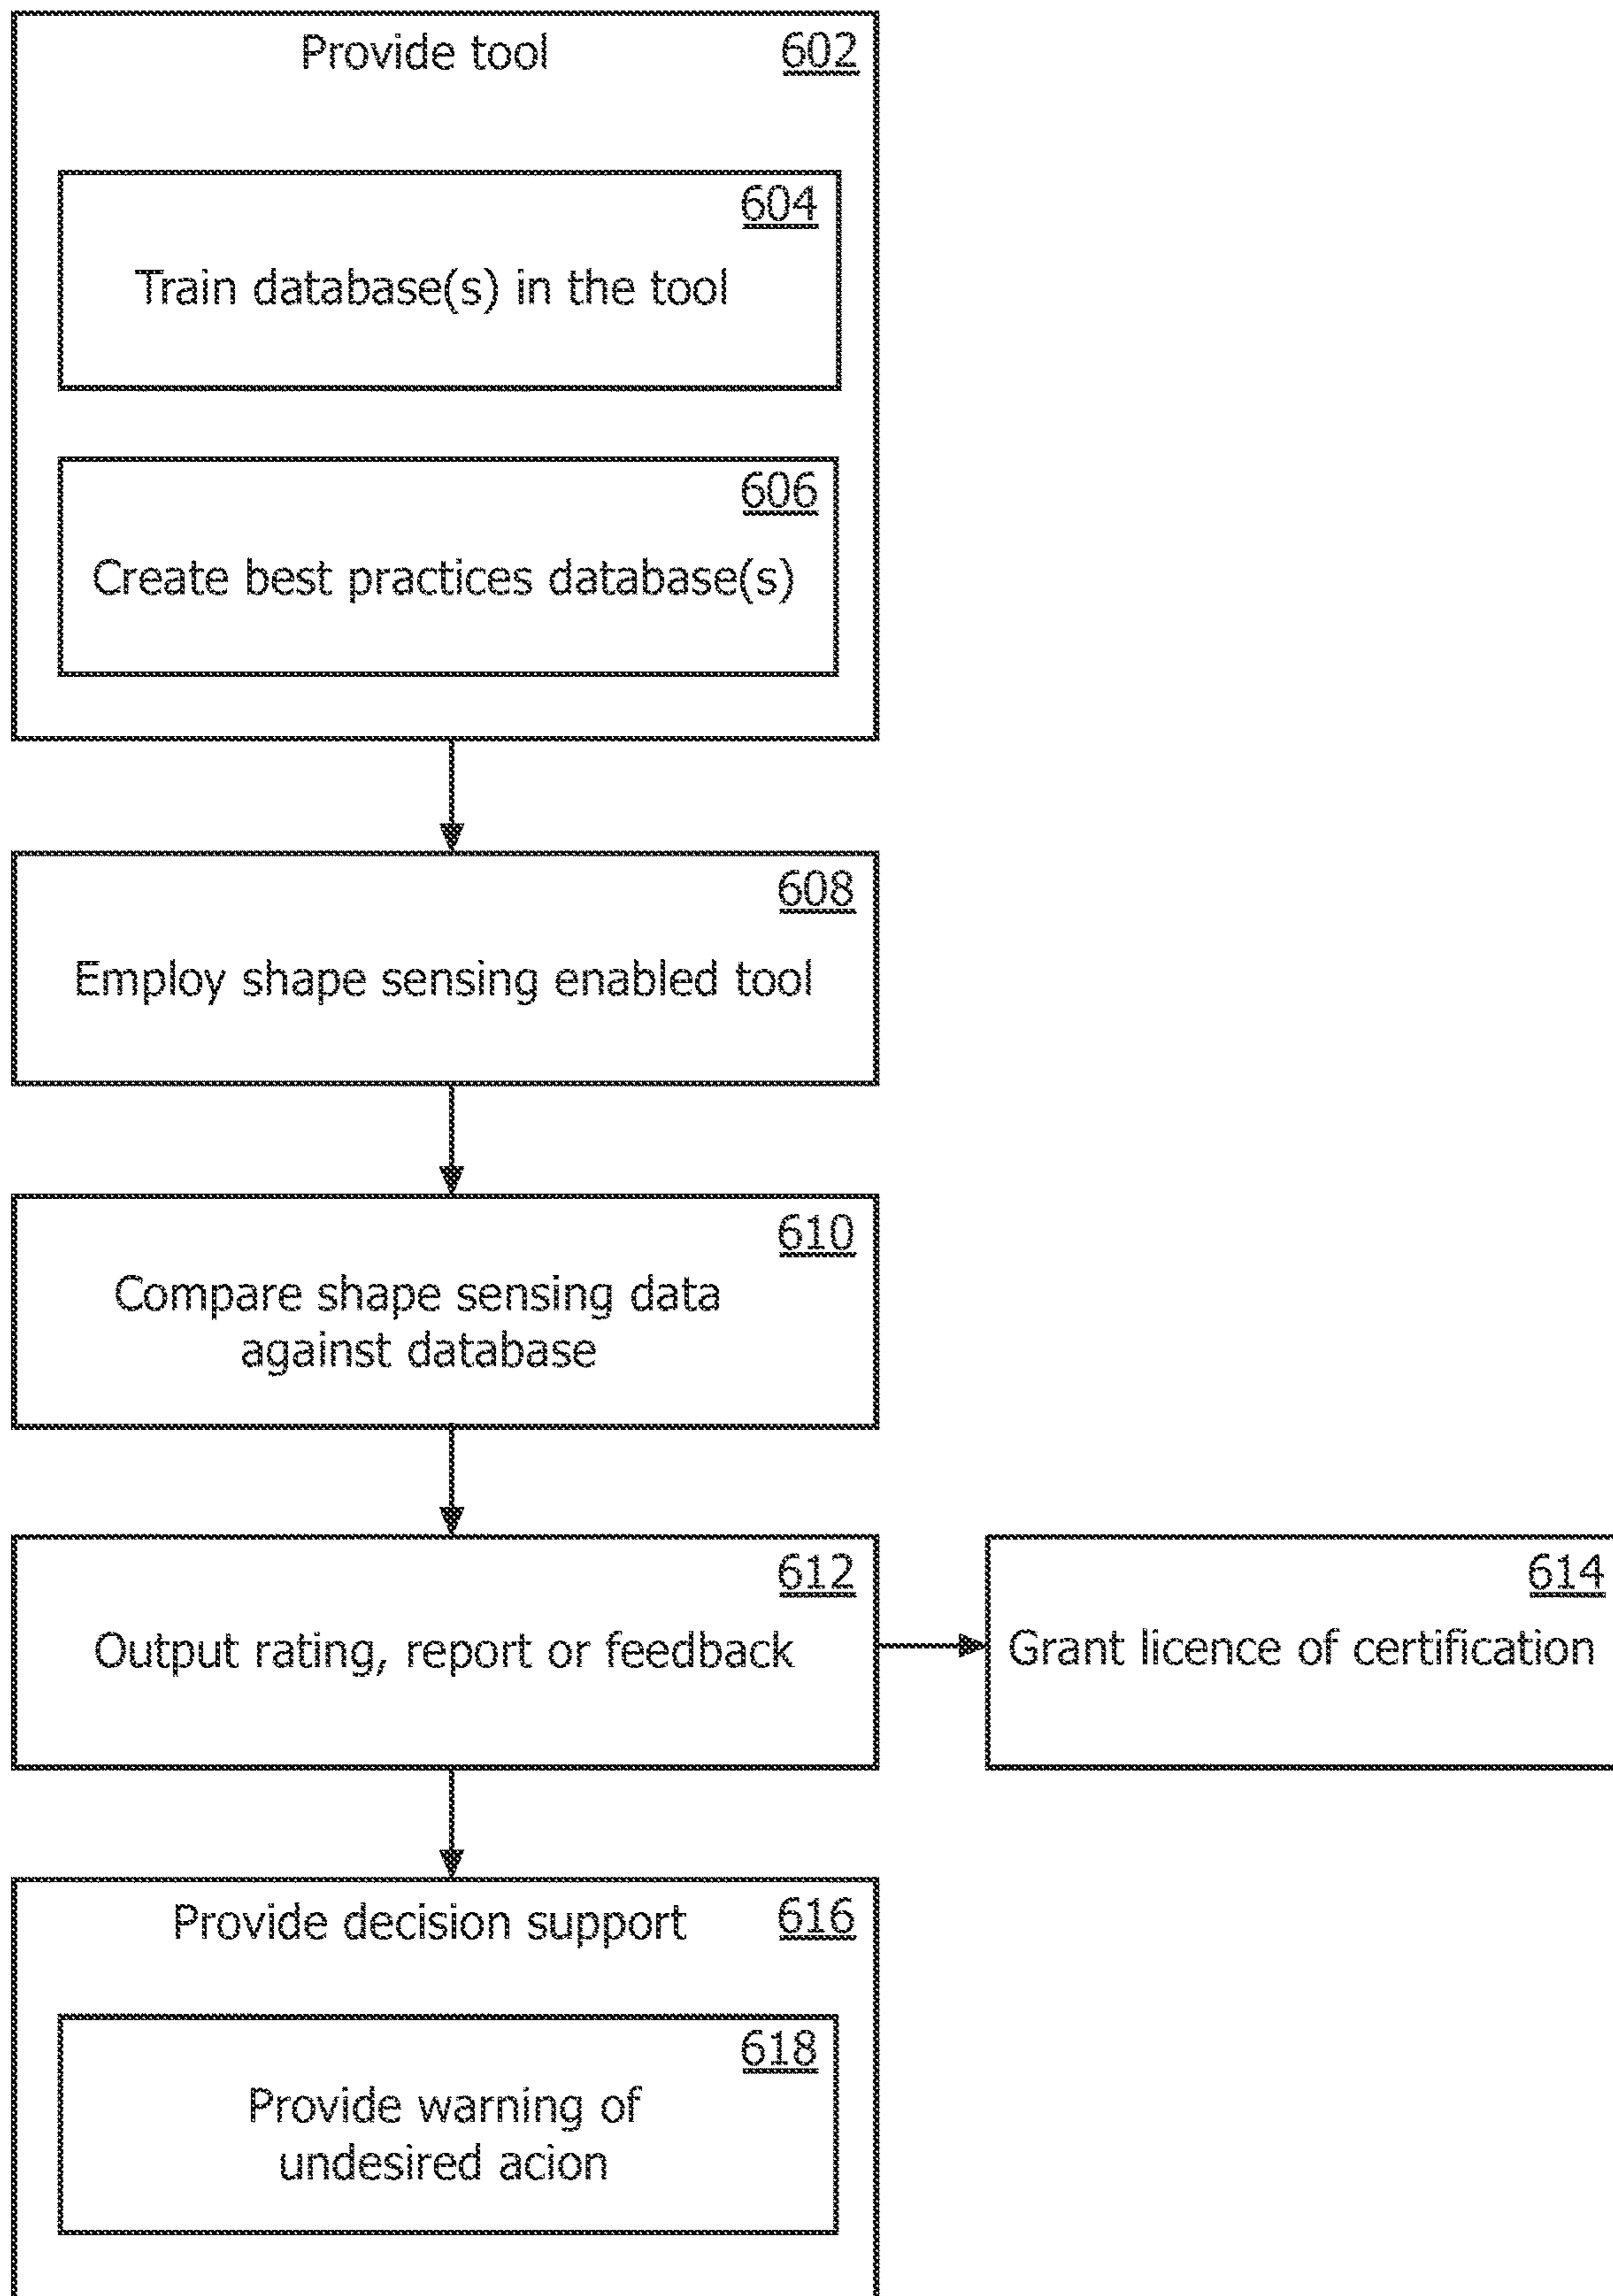 Provide tool 602
604
Train database(s) in the tool
606
Create best practices database(s)
608
Employ shape sensing enabled tool
610
Compare shape sensing data
against database
612
Output rating, report or feedback
614
Grant licence of certification
Provide decision support 616
618
Provide warning of
undesired acion